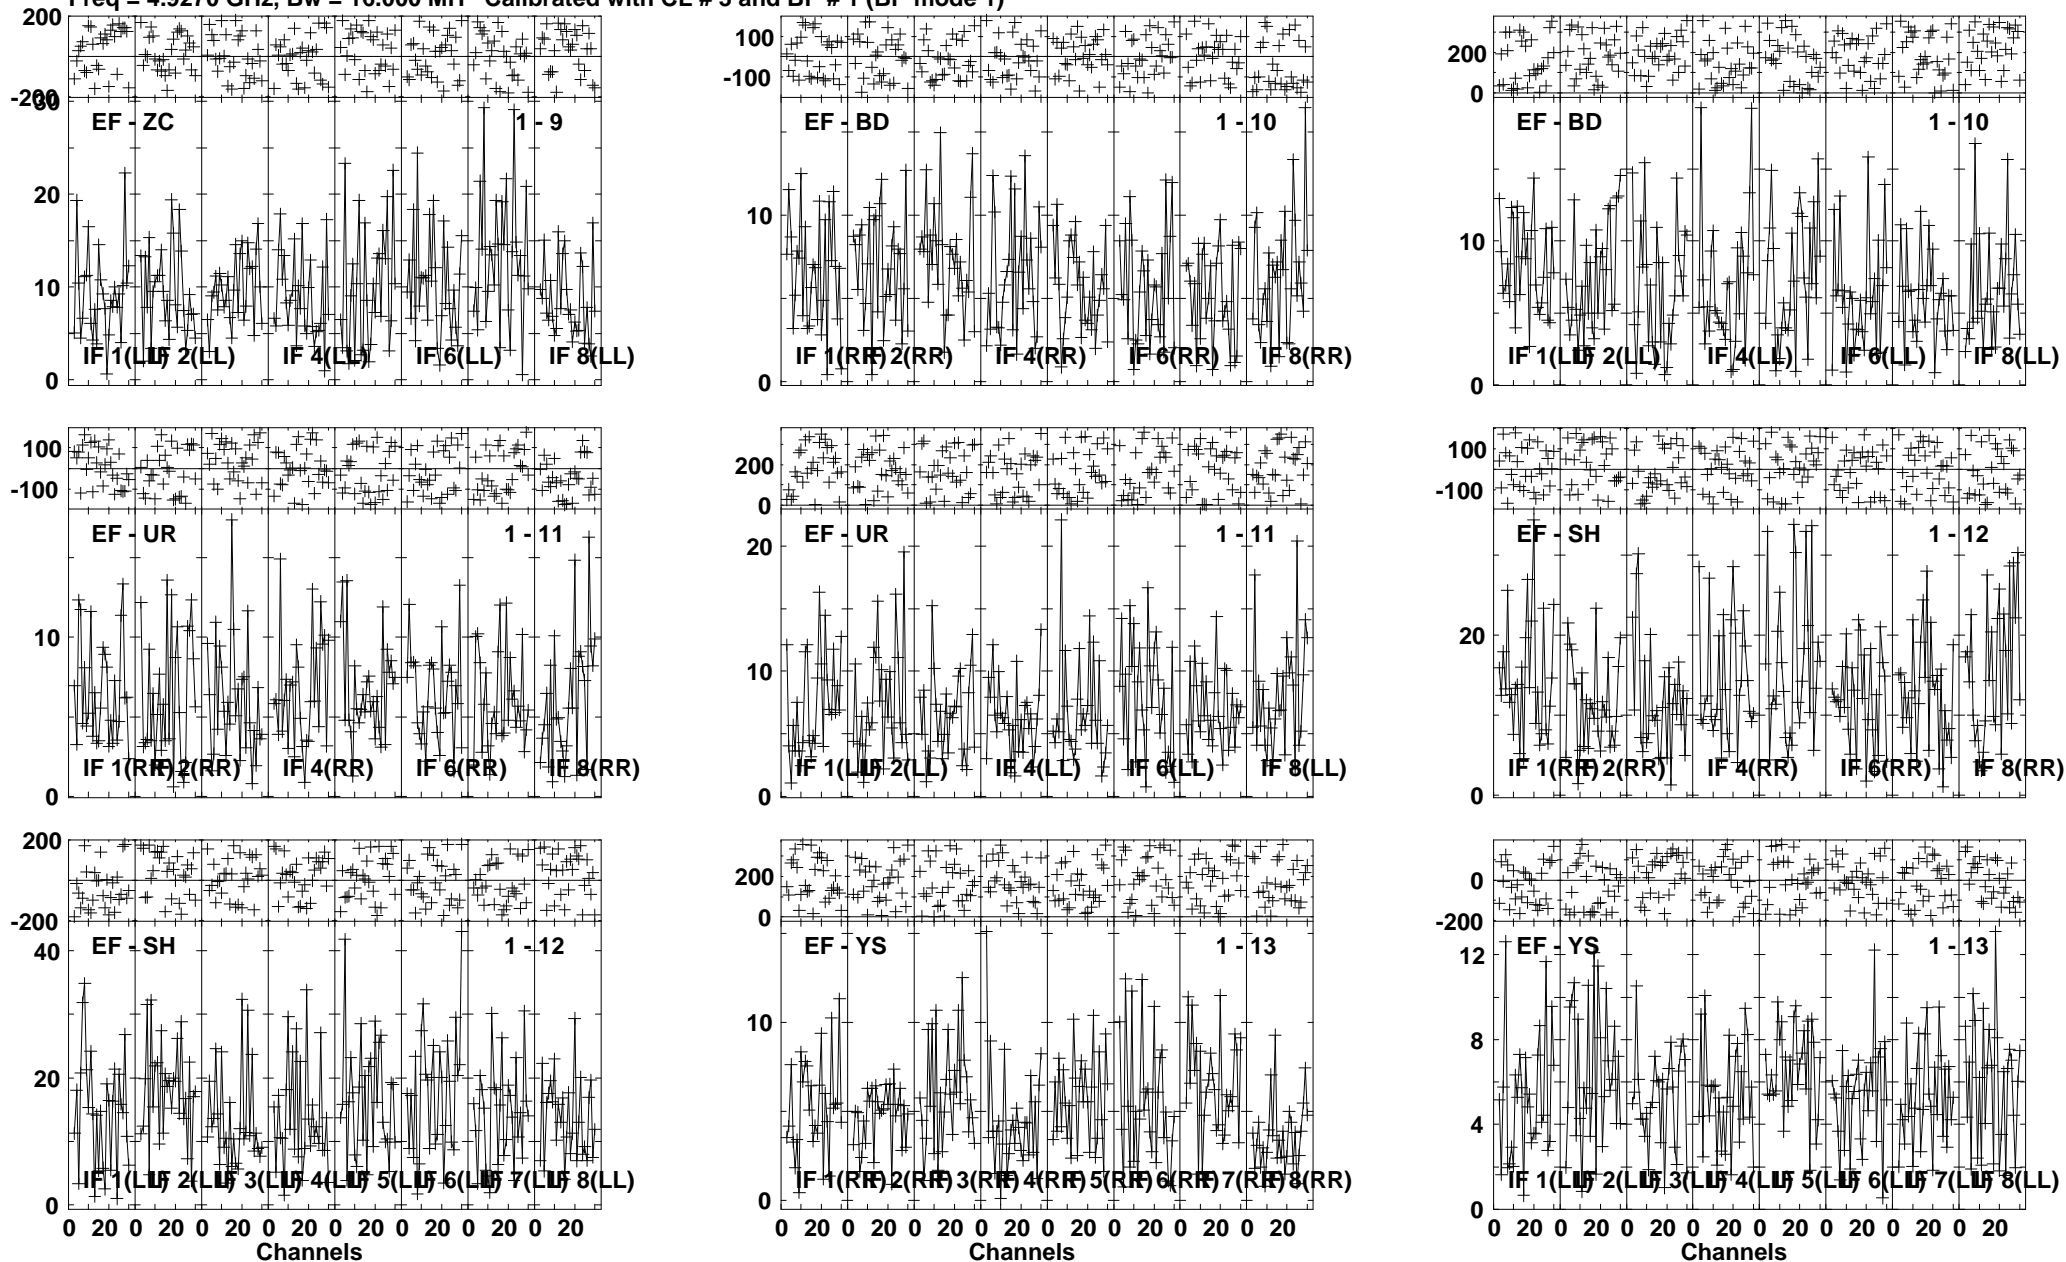 Calibrated with CL # 3 and BP # 1 (BP mode 1)
200
-200
30
20
10
0
EF - ZC 1 - 9
IF 1(LL) IF 2(LL) IF 4(LL) IF 6(LL) IF 8(LL)
100
-100
10
0
EF - BD 1 - 10
IF 1(RR) IF 2(RR) IF 4(RR) IF 6(RR) IF 8(RR)
200
0
10
0
EF - BD 1 - 10
IF 1(LL) IF 2(LL) IF 4(LL) IF 6(LL) IF 8(LL)
100
-100
10
0
EF - UR 1 - 11
IF 1(RR) IF 2(RR) IF 4(RR) IF 6(RR) IF 8(RR)
200
0
20
10
0
EF - UR 1 - 11
IF 1(LL) IF 2(LL) IF 4(LL) IF 6(LL) IF 8(LL)
100
-100
20
0
EF - SH 1 - 12
IF 1(RR) IF 2(RR) IF 4(RR) IF 6(RR) IF 8(RR)
200
0
-200
40
20
0
EF - SH 1 - 12
IF 1(LL) IF 2(LL) IF 3(LL) IF 4(LL) IF 5(LL) IF 6(LL) IF 7(LL) IF 8(LL)
0 20 0 20 0 20 0 20 0 20 0 20 0 20 0 20
Channels
200
0
10
0
EF - YS 1 - 13
IF 1(RR) IF 2(RR) IF 3(RR) IF 4(RR) IF 5(RR) IF 6(RR) IF 7(RR) IF 8(RR)
0 20 0 20 0 20 0 20 0 20 0 20 0 20 0 20
Channels
200
0
-200
12
8
4
0
EF - YS 1 - 13
IF 1(LL) IF 2(LL) IF 3(LL) IF 4(LL) IF 5(LL) IF 6(LL) IF 7(LL) IF 8(LL)
0 20 0 20 0 20 0 20 0 20 0 20 0 20 0 20
Channels